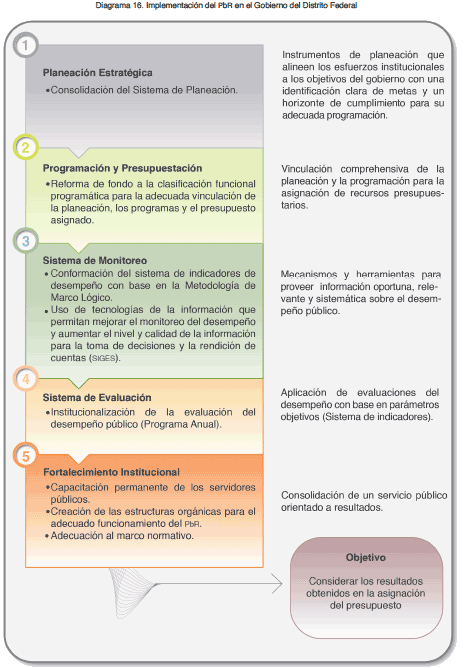 Diagrama 16. Implementación del PbR en el Gobierno del Distrito Federal
1
Planeación Estratégica
•Consolidación del Sistema de Planeación.
Instrumentos de planeación que
alineen los esfuerzos institucionales
a los objetivos del gobierno con una
identificación clara de metas y un
horizonte de cumplimiento para su
adecuada programación.
2
Programación y Presupuestación
•Reforma de fondo a la clasificación funcional
programática para la adecuada vinculación de
la planeación, los programas y el presupuesto
asignado.
Vinculación comprehensiva de la
planeación y la programación para la
asignación de recursos presupues-
tarios.
3
Sistema de Monitoreo
•Conformación del sistema de indicadores de
desempeño con base en la Metodología de
Marco Lógico.
•Uso de tecnologías de la información que
permitan mejorar el monitoreo del desempeño
y aumentar el nivel y calidad de la información
para la toma de decisiones y la rendición de
cuentas (SIGES).
Mecanismos y herramientas para
proveer información oportuna, rele-
vante y sistemática sobre el desem-
peño público.
4
Sistema de Evaluación
•Institucionalización de la evaluación del
desempeño público (Programa Anual).
Aplicación de evaluaciones del
desempeño con base en parámetros
objetivos (Sistema de indicadores).
5
Fortalecimiento Institucional
•Capacitación permanente de los servidores
públicos.
•Creación de las estructuras orgánicas para el
adecuado funcionamiento del PbR.
•Adecuación al marco normativo.
Consolidación de un servicio público
orientado a resultados.
Objetivo
Considerar los resultados
obtenidos en la asignación
del presupuesto